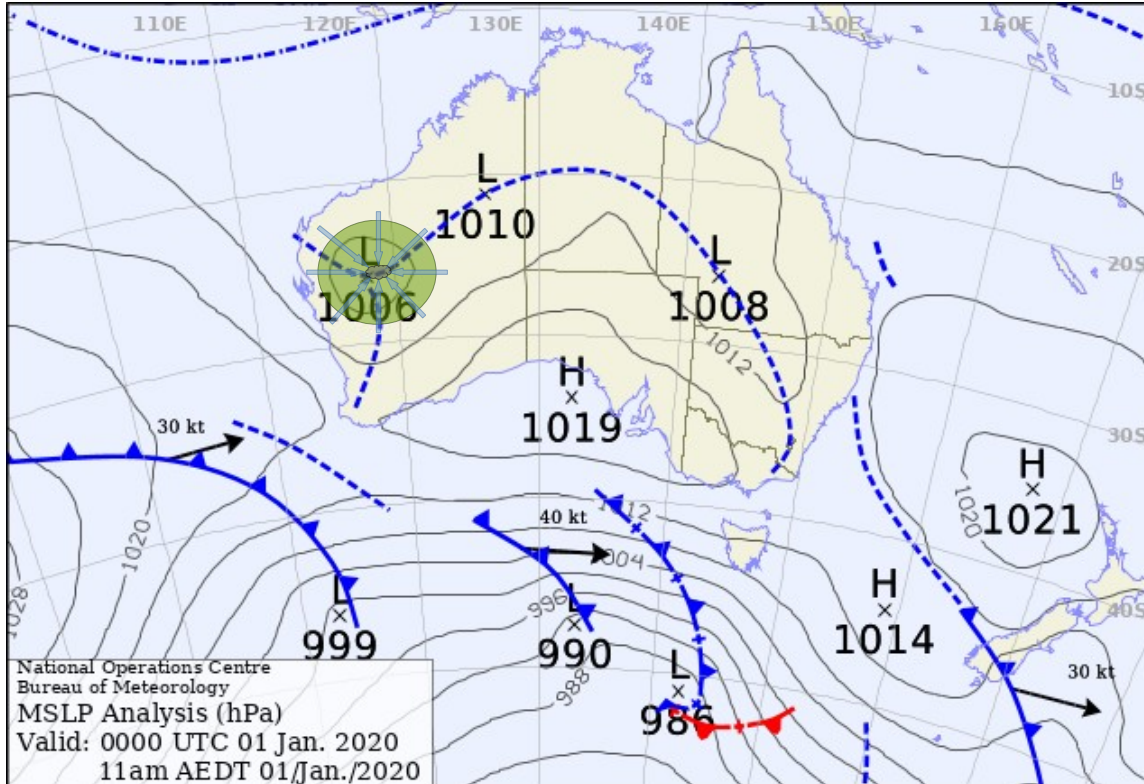 110E 120E 130E 140E 150E 160E
10S
L
1010
20S
L
1006
L
1008
1012
H
1019
30S
30 kt
H
1021
1020
1020
1012
40 kt
1004
H
1014
40S
996
L
999
L
990
988
1028
L
986
30 kt
National Operations Centre
Bureau of Meteorology
MSLP Analysis (hPa)
Valid: 0000 UTC 01 Jan. 2020
11am AEDT 01/Jan./2020